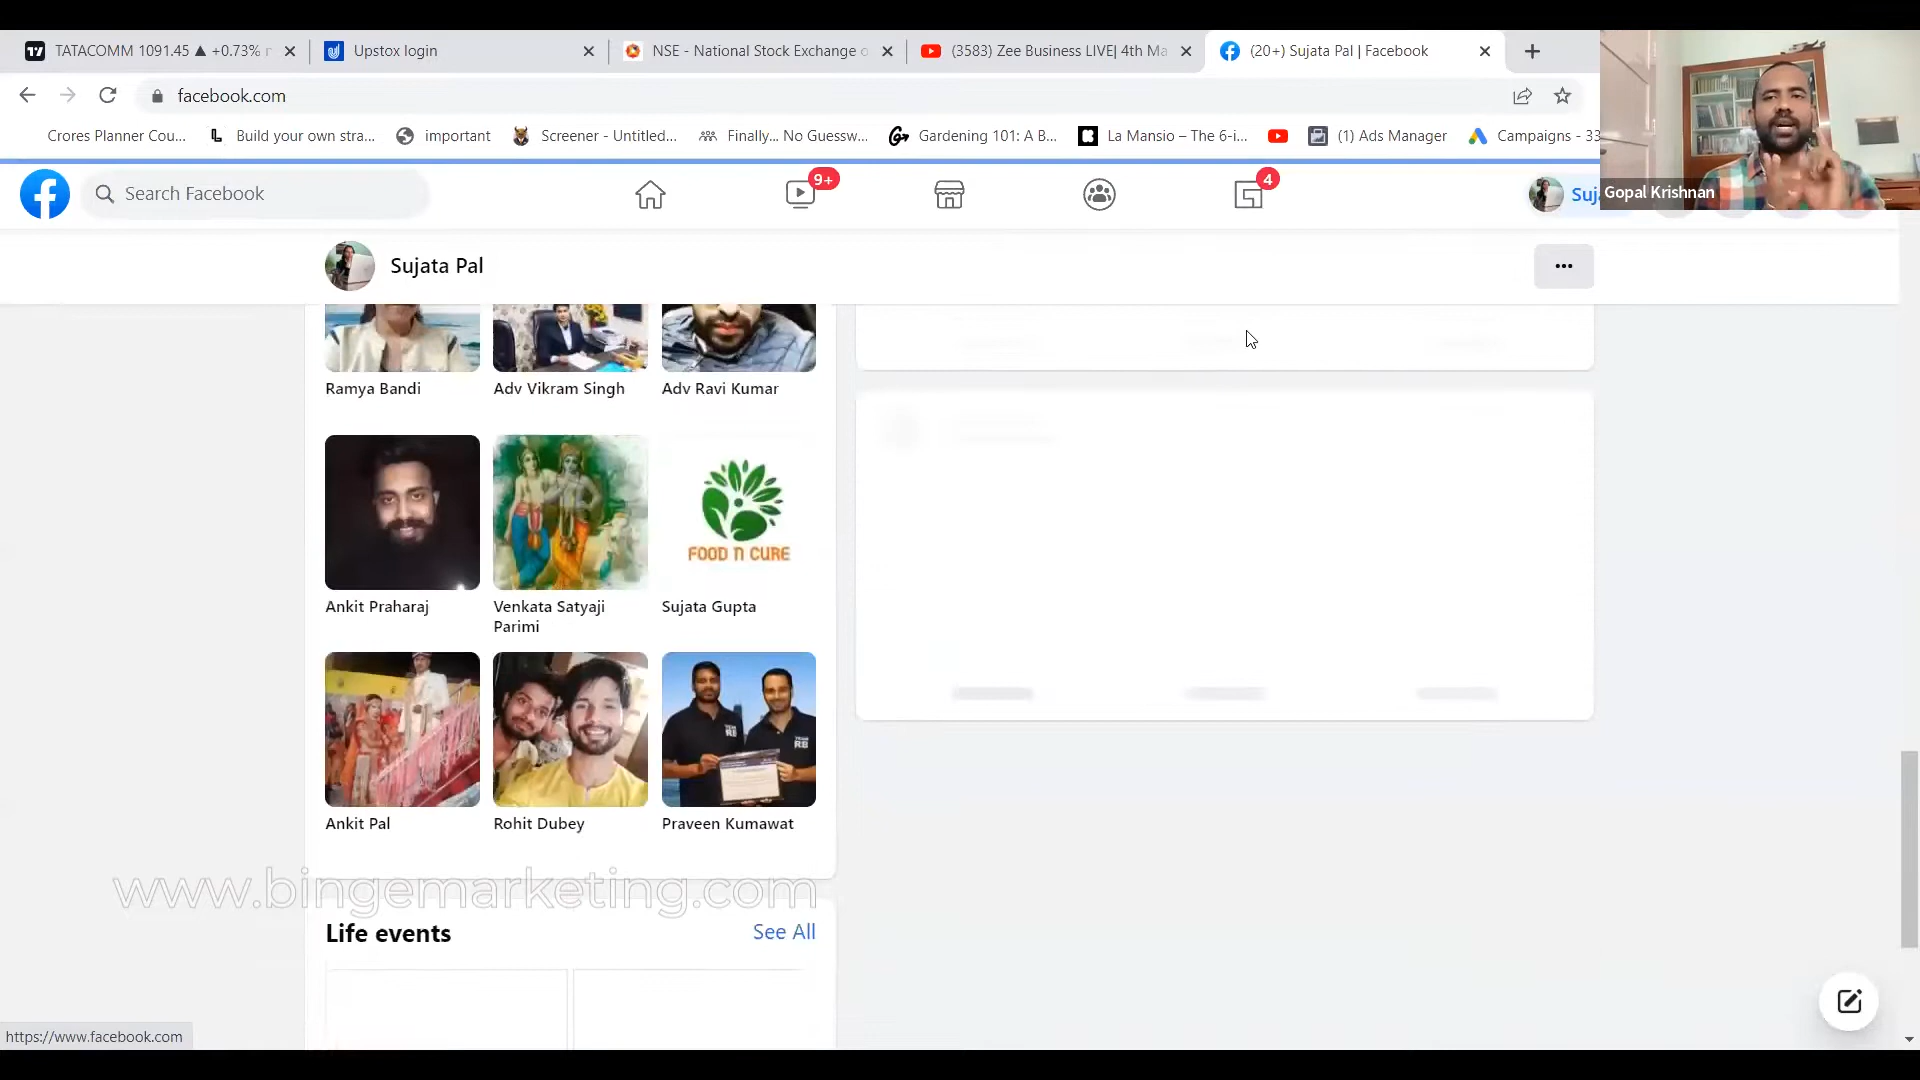 TATACOMM 1091.45 ▲ +0.73%
Upstox login
NSE - National Stock Exchange o
(3583) Zee Business LIVE| 4th Ma
(20+) Sujata Pal | Facebook
facebook.com
Crores Planner Cou...
Build your own stra...
important
Screener - Untitled...
Finally... No Guessw...
Gardening 101: A B...
La Mansio – The 6-i...
(1) Ads Manager
Campaigns - 33
Search Facebook
9+
4
Suj
Gopal Krishnan
Sujata Pal
Ramya Bandi
Adv Vikram Singh
Adv Ravi Kumar
FOOD N CURE
Ankit Praharaj
Venkata Satyaji
Parimi
Sujata Gupta
RB
RB
Ankit Pal
Rohit Dubey
Praveen Kumawat
www.bingemarketing.com
Life events
See All
https://www.facebook.com